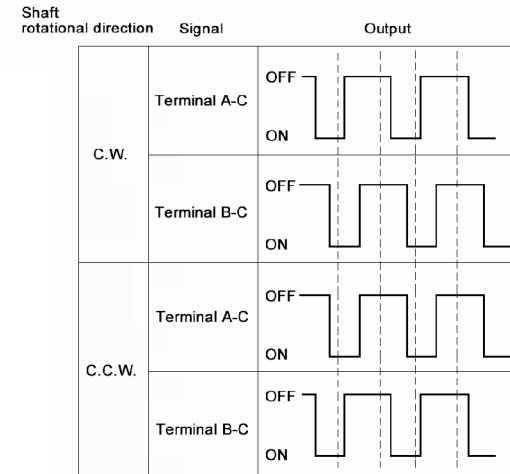 Shaft
rotational direction Signal Output
C.W.
Terminal A-C
OFF
ON
Terminal B-C
OFF
ON
C.C.W.
Terminal A-C
OFF
ON
Terminal B-C
OFF
ON